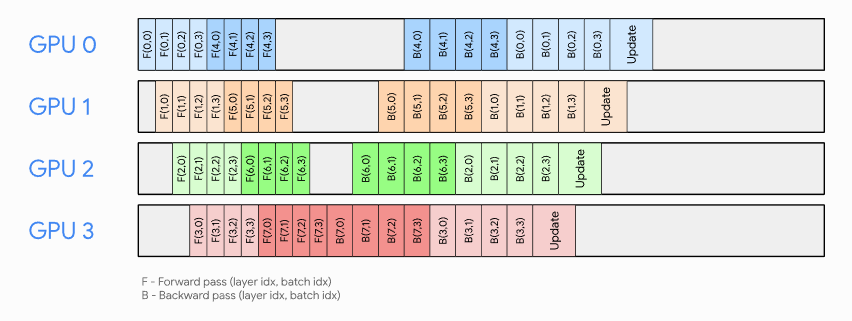 GPU 0
F(0,0) F(0,1) F(0,2) F(0,3) F(4,0) F(4,1) F(4,2) F(4,3) B(4,0) B(4,1) B(4,2) B(4,3) B(0,0) B(0,1) B(0,2) B(0,3) Update
GPU 1
F(1,0) F(1,1) F(1,2) F(1,3) F(5,0) F(5,1) F(5,2) F(5,3) B(5,0) B(5,1) B(5,2) B(5,3) B(1,0) B(1,1) B(1,2) B(1,3) Update
GPU 2
F(2,0) F(2,1) F(2,2) F(2,3) F(6,0) F(6,1) F(6,2) F(6,3) B(6,0) B(6,1) B(6,2) B(6,3) B(2,0) B(2,1) B(2,2) B(2,3) Update
GPU 3
F(3,0) F(3,1) F(3,2) F(3,3) F(7,0) F(7,1) F(7,2) F(7,3) B(7,0) B(7,1) B(7,2) B(7,3) B(3,0) B(3,1) B(3,2) B(3,3) Update
F - Forward pass (layer idx, batch idx)
B - Backward pass (layer idx, batch idx)